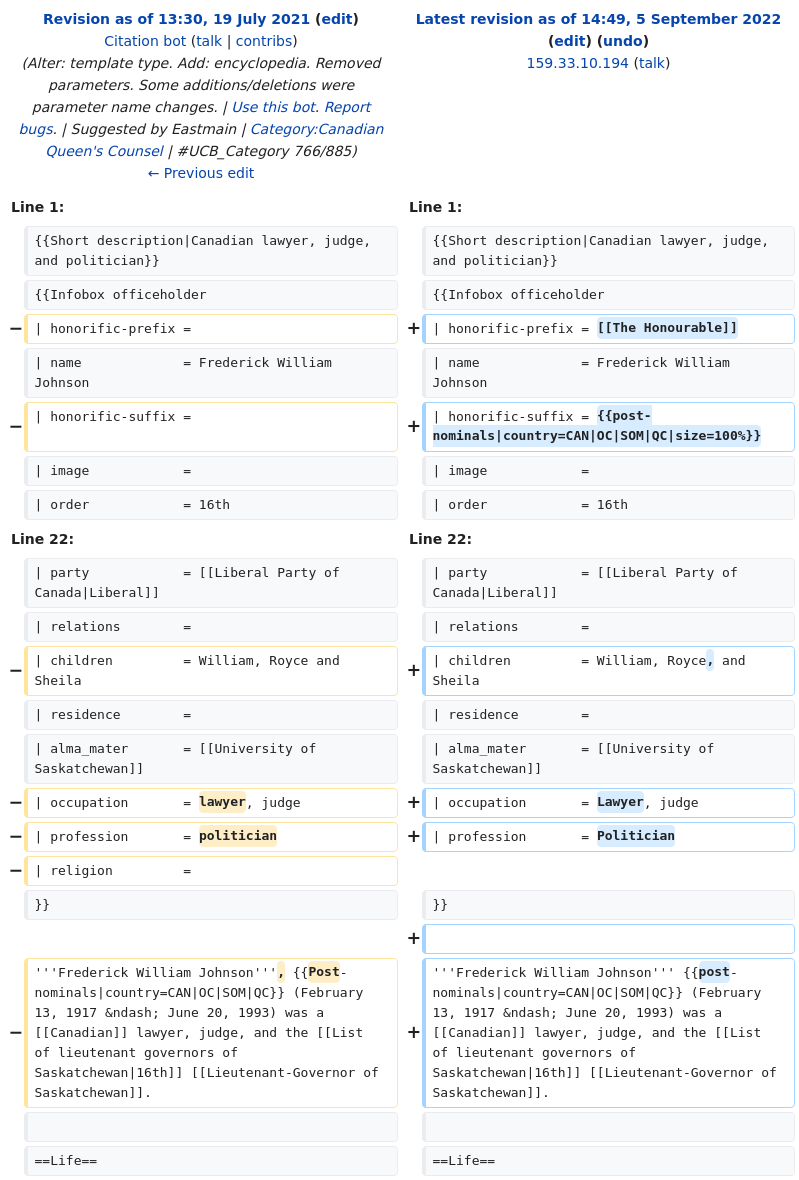 Revision as of 13:30, 19 July 2021 (edit)
Citation bot (talk | contribs)
(Alter: template type. Add: encyclopedia. Removed
parameters. Some additions/deletions were
parameter name changes. | Use this bot. Report
bugs. | Suggested by Eastmain | Category:Canadian
Queen's Counsel | #UCB_Category 766/885)
← Previous edit
Latest revision as of 14:49, 5 September 2022
(edit) (undo)
159.33.10.194 (talk)
Line 1:
Line 1:
{{Short description|Canadian lawyer, judge,
and politician}}
{{Short description|Canadian lawyer, judge,
and politician}}
{{Infobox officeholder
{{Infobox officeholder
− | honorific-prefix =
+ | honorific-prefix = [[The Honourable]]
| name             = Frederick William
Johnson
| name             = Frederick William
Johnson
− | honorific-suffix =
+ | honorific-suffix = {{post-
nominals|country=CAN|OC|SOM|QC|size=100%}}
| image            =
| image            =
| order            = 16th
| order            = 16th
Line 22:
Line 22:
| party            = [[Liberal Party of
Canada|Liberal]]
| party            = [[Liberal Party of
Canada|Liberal]]
| relations        =
| relations        =
− | children         = William, Royce and
Sheila
+ | children         = William, Royce, and
Sheila
| residence        =
| residence        =
| alma_mater       = [[University of
Saskatchewan]]
| alma_mater       = [[University of
Saskatchewan]]
− | occupation       = lawyer, judge
+ | occupation       = Lawyer, judge
− | profession       = politician
+ | profession       = Politician
− | religion         =
}}
}}
+
− '''Frederick William Johnson''', {{Post-
nominals|country=CAN|OC|SOM|QC}} (February
13, 1917 &ndash; June 20, 1993) was a
[[Canadian]] lawyer, judge, and the [[List
of lieutenant governors of
Saskatchewan|16th]] [[Lieutenant-Governor of
Saskatchewan]].
+ '''Frederick William Johnson''' {{post-
nominals|country=CAN|OC|SOM|QC}} (February
13, 1917 &ndash; June 20, 1993) was a
[[Canadian]] lawyer, judge, and the [[List
of lieutenant governors of
Saskatchewan|16th]] [[Lieutenant-Governor of
Saskatchewan]].
==Life==
==Life==